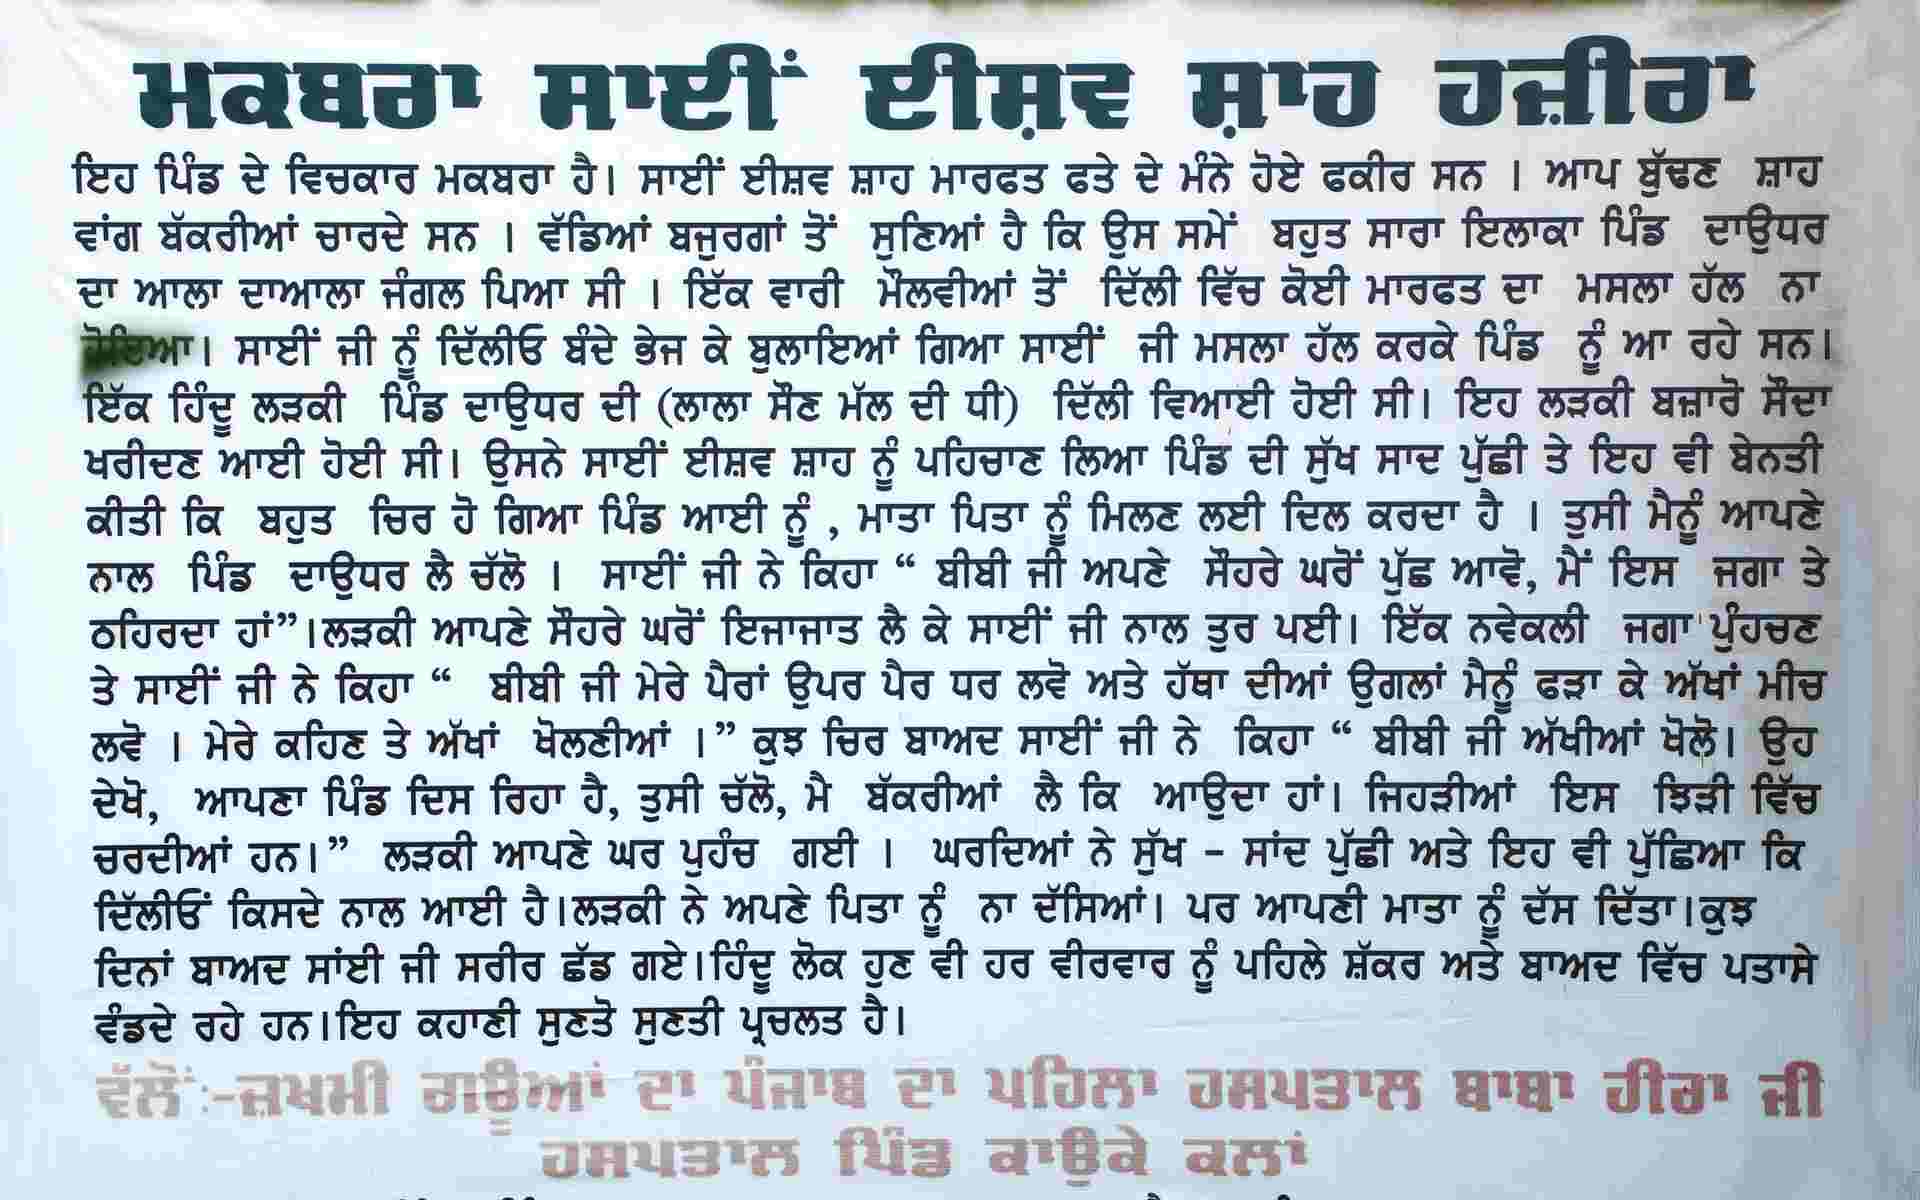 ਮਕਬਰਾ ਸਾਈਂ ਈਸ਼ਵ ਸ਼ਾਹ ਹਜ਼ੀਰਾ
ਇਹ ਪਿੰਡ ਦੇ ਵਿਚਕਾਰ ਮਕਬਰਾ ਹੈ। ਸਾਈਂ ਈਸ਼ਵ ਸ਼ਾਹ ਮਾਰਫਤ ਫਤੇ ਦੇ ਮੰਨੇ ਹੋਏ ਫਕੀਰ ਸਨ । ਆਪ ਬੁੱਢਣ ਸ਼ਾਹ
ਵਾਂਗ ਬੱਕਰੀਆਂ ਚਾਰਦੇ ਸਨ । ਵੱਡਿਆਂ ਬਜੁਰਗਾਂ ਤੋਂ ਸੁਣਿਆਂ ਹੈ ਕਿ ਉਸ ਸਮੇਂ ਬਹੁਤ ਸਾਰਾ ਇਲਾਕਾ ਪਿੰਡ ਦਾਉਧਰ
ਦਾ ਆਲਾ ਦਾਆਲਾ ਜੰਗਲ ਪਿਆ ਸੀ । ਇੱਕ ਵਾਰੀ ਮੌਲਵੀਆਂ ਤੋਂ ਦਿੱਲੀ ਵਿੱਚ ਕੋਈ ਮਾਰਫਤ ਦਾ ਮਸਲਾ ਹੱਲ ਨਾ
ਹੋਇਆ। ਸਾਈਂ ਜੀ ਨੂੰ ਦਿੱਲੀਓ ਬੰਦੇ ਭੇਜ ਕੇ ਬੁਲਾਇਆਂ ਗਿਆ ਸਾਈਂ ਜੀ ਮਸਲਾ ਹੱਲ ਕਰਕੇ ਪਿੰਡ ਨੂੰ ਆ ਰਹੇ ਸਨ।
ਇੱਕ ਹਿੰਦੂ ਲੜਕੀ ਪਿੰਡ ਦਾਉਧਰ ਦੀ (ਲਾਲਾ ਸੌਣ ਮੱਲ ਦੀ ਧੀ) ਦਿੱਲੀ ਵਿਆਈ ਹੋਈ ਸੀ। ਇਹ ਲੜਕੀ ਬਜ਼ਾਰੋ ਸੌਦਾ
ਖਰੀਦਣ ਆਈ ਹੋਈ ਸੀ। ਉਸਨੇ ਸਾਈਂ ਈਸ਼ਵ ਸ਼ਾਹ ਨੂੰ ਪਹਿਚਾਣ ਲਿਆ ਪਿੰਡ ਦੀ ਸੁੱਖ ਸਾਦ ਪੁੱਛੀ ਤੇ ਇਹ ਵੀ ਬੇਨਤੀ
ਕੀਤੀ ਕਿ ਬਹੁਤ ਚਿਰ ਹੋ ਗਿਆ ਪਿੰਡ ਆਈ ਨੂੰ , ਮਾਤਾ ਪਿਤਾ ਨੂੰ ਮਿਲਣ ਲਈ ਦਿਲ ਕਰਦਾ ਹੈ । ਤੁਸੀ ਮੈਨੂੰ ਆਪਣੇ
ਨਾਲ ਪਿੰਡ ਦਾਉਧਰ ਲੈ ਚੱਲੋ । ਸਾਈਂ ਜੀ ਨੇ ਕਿਹਾ “ ਬੀਬੀ ਜੀ ਅਪਣੇ ਸੌਹਰੇ ਘਰੋਂ ਪੁੱਛ ਆਵੋ, ਮੈਂ ਇਸ ਜਗਾ ਤੇ
ਠਹਿਰਦਾ ਹਾਂ”।ਲੜਕੀ ਆਪਣੇ ਸੌਹਰੇ ਘਰੋਂ ਇਜਾਜਾਤ ਲੈ ਕੇ ਸਾਈਂ ਜੀ ਨਾਲ ਤੁਰ ਪਈ। ਇੱਕ ਨਵੇਕਲੀ ਜਗਾ ਪੁੰਹਚਣ
ਤੇ ਸਾਈਂ ਜੀ ਨੇ ਕਿਹਾ “ ਬੀਬੀ ਜੀ ਮੇਰੇ ਪੈਰਾਂ ਉਪਰ ਪੈਰ ਧਰ ਲਵੋ ਅਤੇ ਹੱਥਾ ਦੀਆਂ ਉਗਲਾਂ ਮੈਨੂੰ ਫੜਾ ਕੇ ਅੱਖਾਂ ਮੀਚ
ਲਵੋ । ਮੇਰੇ ਕਹਿਣ ਤੇ ਅੱਖਾਂ ਖੋਲਣੀਆਂ ।” ਕੁਝ ਚਿਰ ਬਾਅਦ ਸਾਈਂ ਜੀ ਨੇ ਕਿਹਾ “ ਬੀਬੀ ਜੀ ਅੱਖੀਆਂ ਖੋਲੋ। ਉਹ
ਦੇਖੋ, ਆਪਣਾ ਪਿੰਡ ਦਿਸ ਰਿਹਾ ਹੈ, ਤੁਸੀ ਚੱਲੋ, ਮੈ ਬੱਕਰੀਆਂ ਲੈ ਕਿ ਆਉਦਾ ਹਾਂ। ਜਿਹੜੀਆਂ ਇਸ ਝਿੜੀ ਵਿੱਚ
ਚਰਦੀਆਂ ਹਨ।” ਲੜਕੀ ਆਪਣੇ ਘਰ ਪੁਹੰਚ ਗਈ । ਘਰਦਿਆਂ ਨੇ ਸੁੱਖ - ਸਾਂਦ ਪੁੱਛੀ ਅਤੇ ਇਹ ਵੀ ਪੁੱਛਿਆ ਕਿ
ਦਿੱਲੀਓਂ ਕਿਸਦੇ ਨਾਲ ਆਈ ਹੈ।ਲੜਕੀ ਨੇ ਅਪਣੇ ਪਿਤਾ ਨੂੰ ਨਾ ਦੱਸਿਆਂ। ਪਰ ਆਪਣੀ ਮਾਤਾ ਨੂੰ ਦੱਸ ਦਿੱਤਾ।ਕੁਝ
ਦਿਨਾਂ ਬਾਅਦ ਸਾਂਈ ਜੀ ਸਰੀਰ ਛੱਡ ਗਏ।ਹਿੰਦੂ ਲੋਕ ਹੁਣ ਵੀ ਹਰ ਵੀਰਵਾਰ ਨੂੰ ਪਹਿਲੇ ਸ਼ੱਕਰ ਅਤੇ ਬਾਅਦ ਵਿੱਚ ਪਤਾਸੇ
ਵੰਡਦੇ ਰਹੇ ਹਨ।ਇਹ ਕਹਾਣੀ ਸੁਣਤੋ ਸੁਣਤੀ ਪ੍ਰਚਲਤ ਹੈ।
ਵੱਲੋਂ:-ਜ਼ਖਮੀ ਗਊਆਂ ਦਾ ਪੰਜਾਬ ਦਾ ਪਹਿਲਾ ਹਸਪਤਾਲ ਬਾਬਾ ਹੀਰਾ ਜੀ
ਹਸਪਤਾਲ ਪਿੰਡ ਕਾਉਂਕੇ ਕਲਾਂ